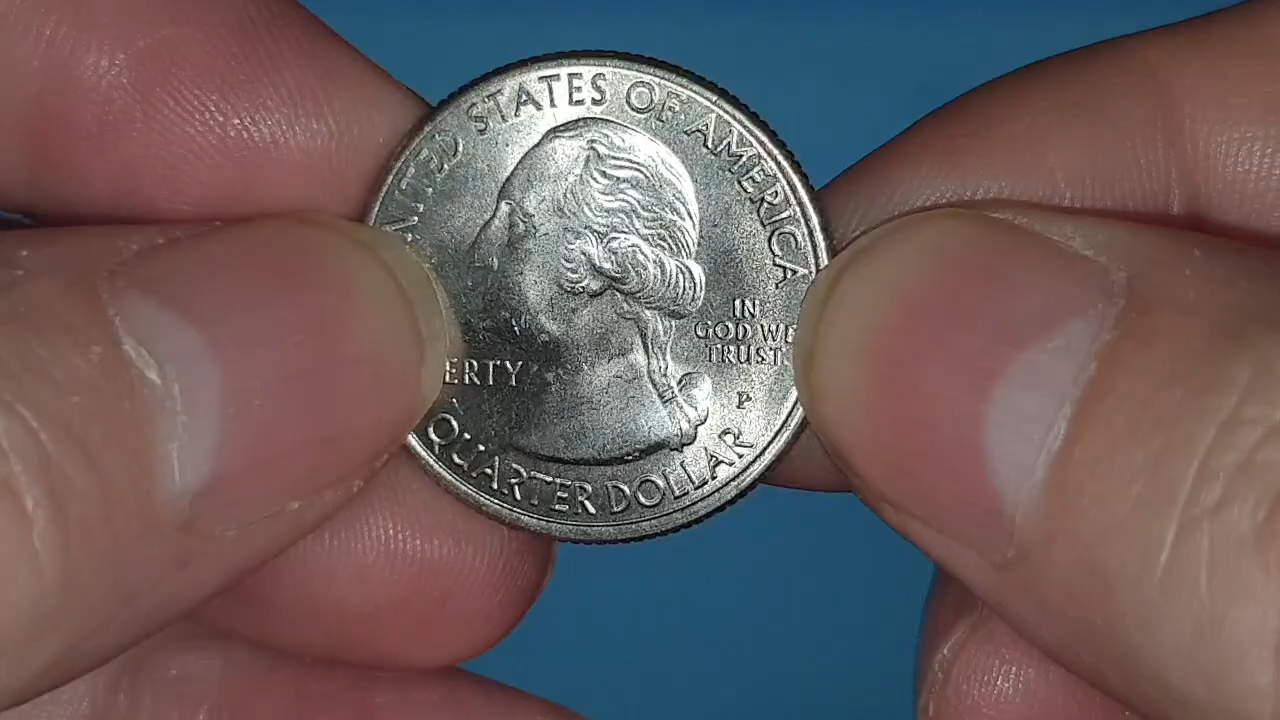 UNITED STATES OF AMERICA
IN
GOD WE
TRUST
ERTY
P
QUARTER DOLLAR